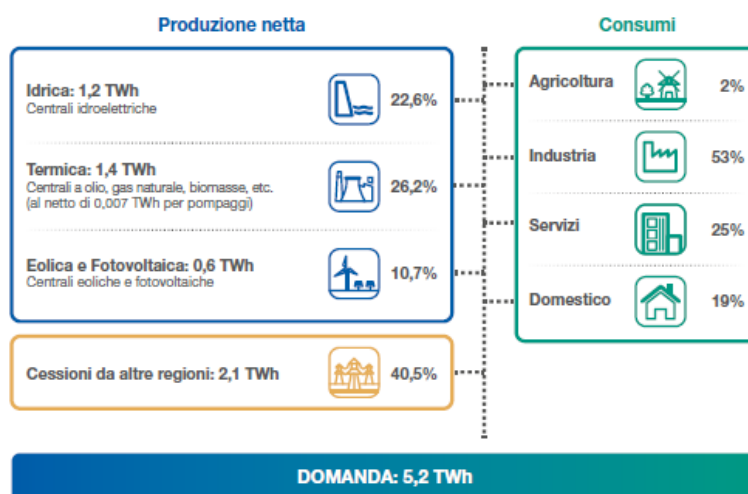 Produzione netta
Idrica: 1,2 TWh
Centrali idroelettriche
22,6%
Termica: 1,4 TWh
Centrali a olio, gas naturale, biomasse, etc.
(al netto di 0,007 TWh per pompaggi)
26,2%
Eolica e Fotovoltaica: 0,6 TWh
Centrali eoliche e fotovoltaiche
10,7%
Cessioni da altre regioni: 2,1 TWh
40,5%
Consumi
Agricoltura
2%
Industria
53%
Servizi
25%
Domestico
19%
DOMANDA: 5,2 TWh